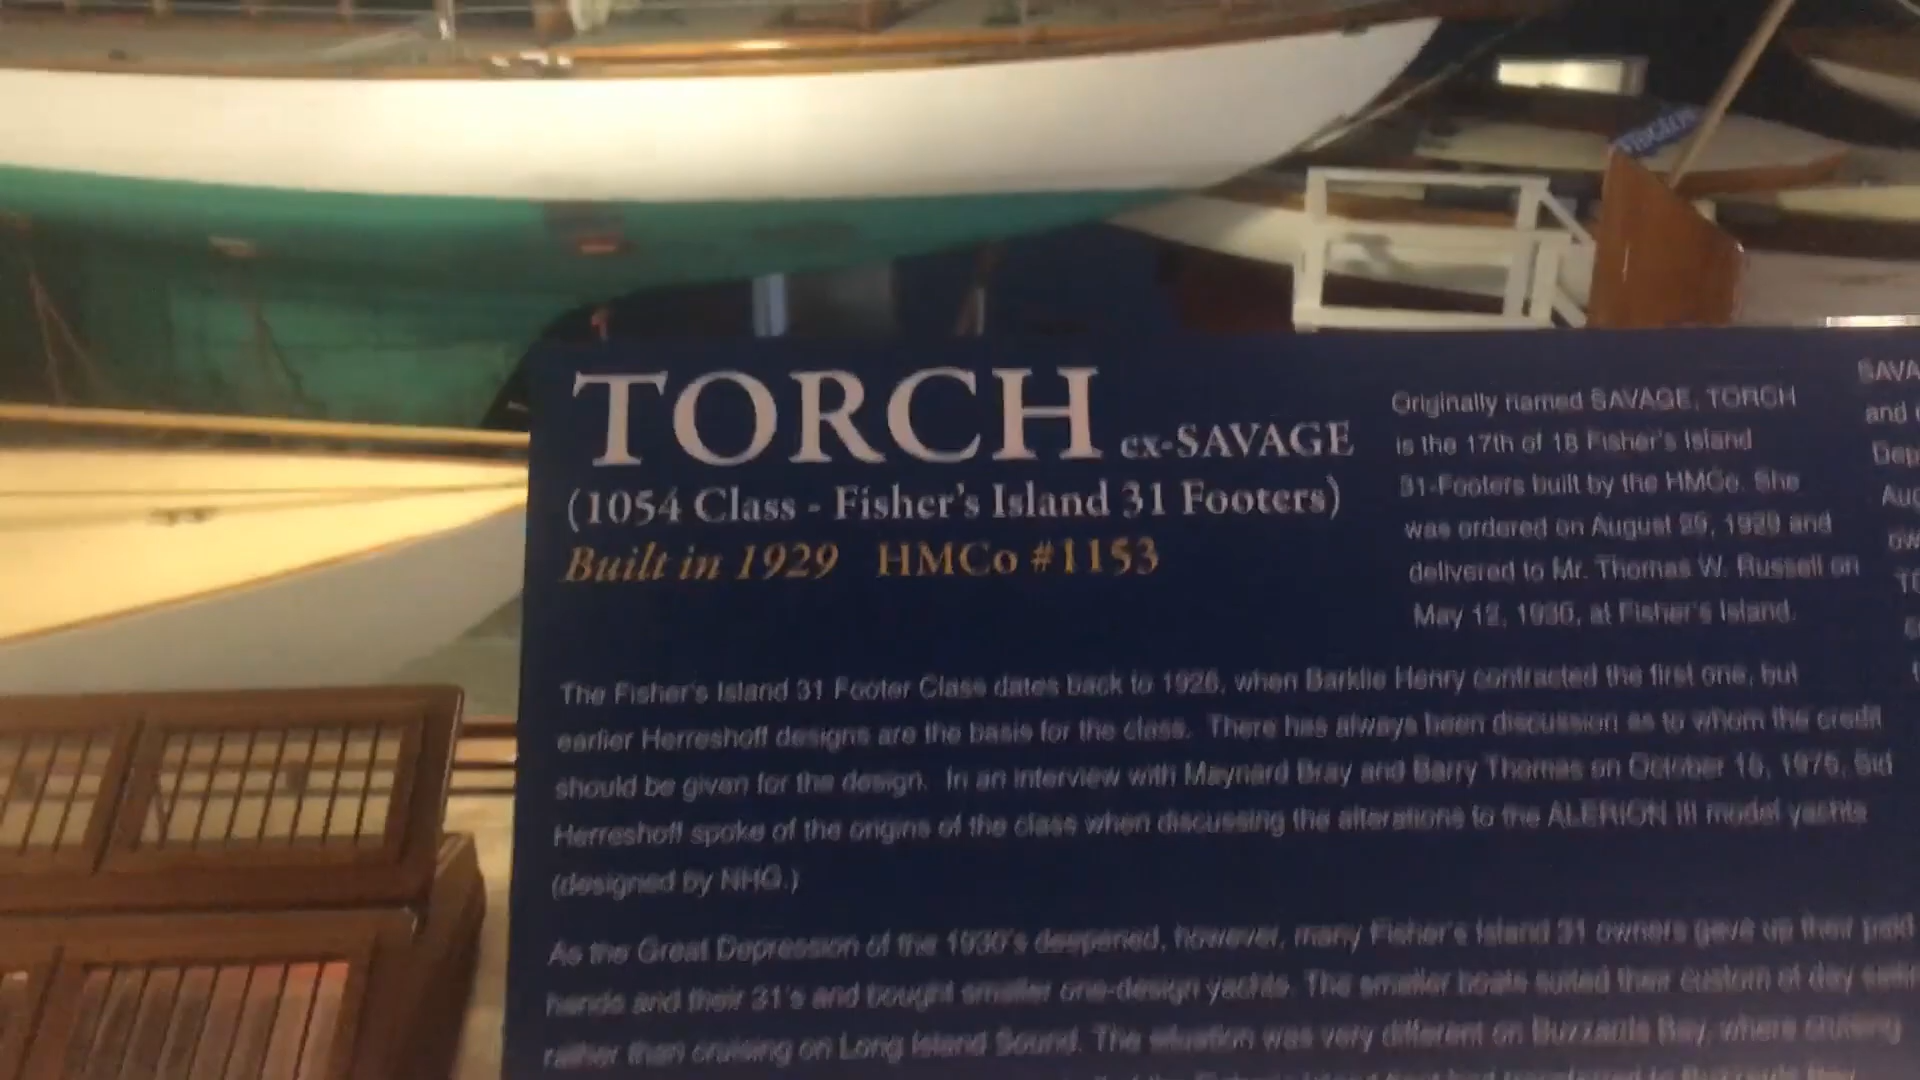 WIDGEON
TORCH ex-SAVAGE
(1054 Class - Fisher's Island 31 Footers)
Built in 1929 HMCo #1153
Originally named SAVAGE, TORCH
is the 17th of 18 Fisher's Island
31-Footers built by the HMCo. She
was ordered on August 29, 1929 and
delivered to Mr. Thomas W. Russell on
May 12, 1930, at Fisher's Island.
SAVA
and
Dep
Aug
ow
TO
The Fisher's Island 31 Footer Class dates back to 1926, when Barklie Henry contracted the first one, but
earlier Herreshoff designs are the basis for the class. There has always been discussion as to whom the credit
should be given for the design. In an interview with Maynard Bray and Barry Thomas on October 16, 1975, Sid
Herreshoff spoke of the origins of the class when discussing the alterations to the ALERION III model yachts
(designed by NHG.)
As the Great Depression of the 1930's deepened, however, many Fisher's Island 31 owners gave up their paid
hands and their 31's and bought smaller one-design yachts. The smaller boats suited their custom of day
rather than cruising on Long Island Sound. The situation was very different on Buzzards Bay, where cruising